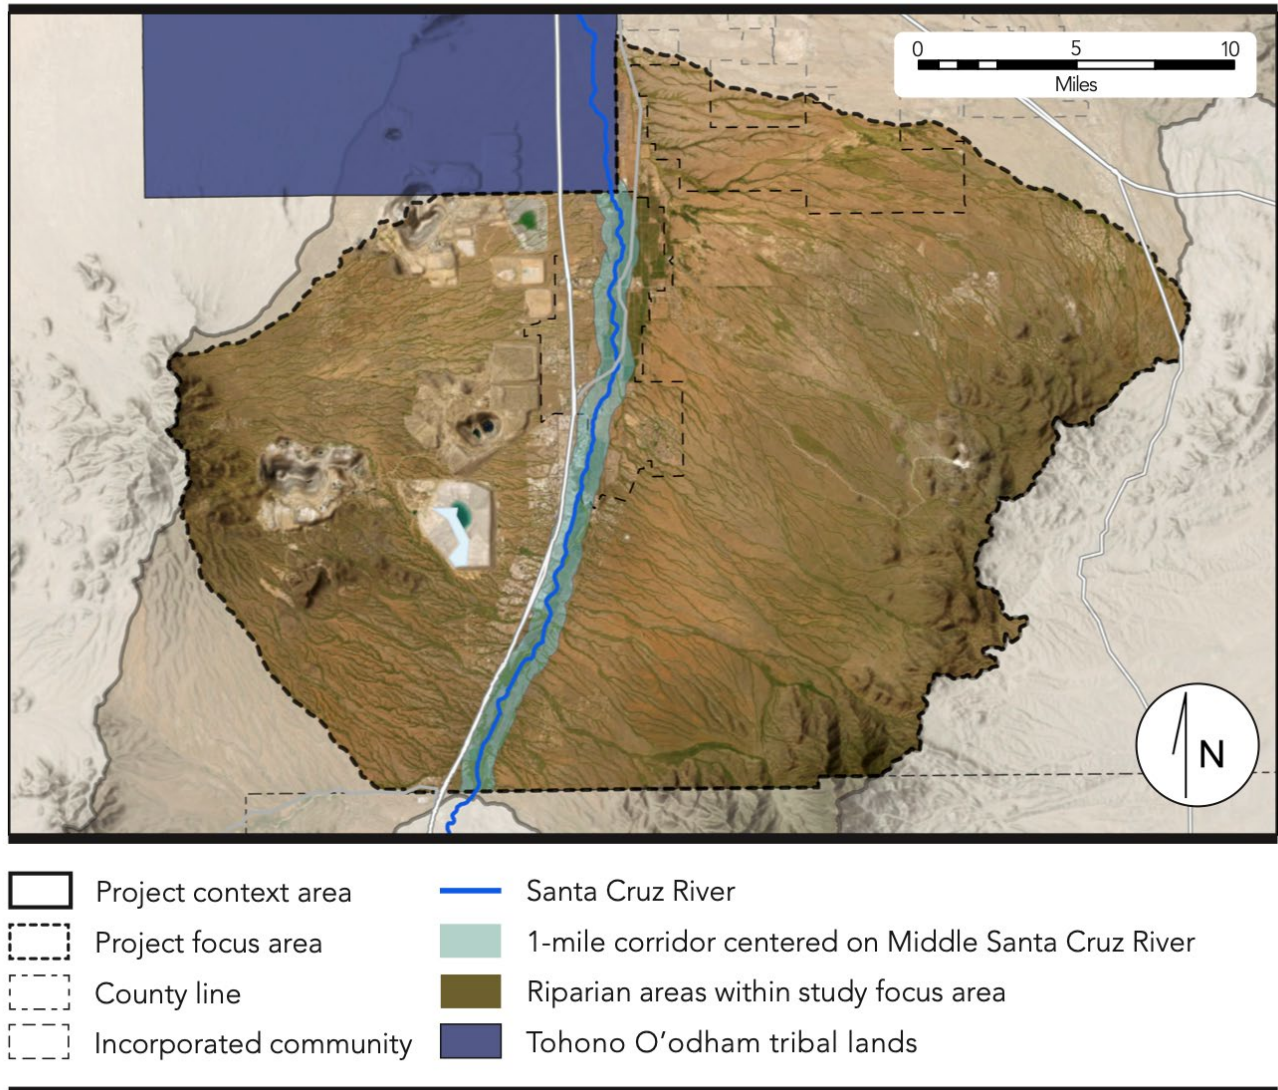 0 5 10
Miles
N
Project context area
Project focus area
County line
Incorporated community
Santa Cruz River
1-mile corridor centered on Middle Santa Cruz River
Riparian areas within study focus area
Tohono O’odham tribal lands